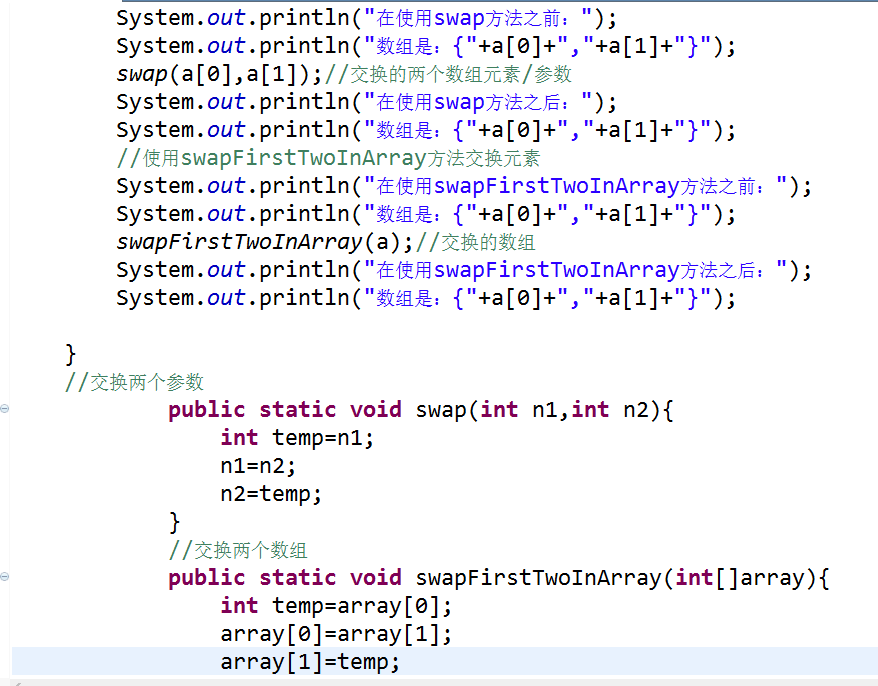 System.out.println("在使用swap方法之前：");
System.out.println("数组是：{"+a[0]+","+a[1]+"}");
swap(a[0],a[1]);//交换的两个数组元素/参数
System.out.println("在使用swap方法之后：");
System.out.println("数组是：{"+a[0]+","+a[1]+"}");
//使用swapFirstTwoInArray方法交换元素
System.out.println("在使用swapFirstTwoInArray方法之前：");
System.out.println("数组是：{"+a[0]+","+a[1]+"}");
swapFirstTwoInArray(a);//交换的数组
System.out.println("在使用swapFirstTwoInArray方法之后：");
System.out.println("数组是：{"+a[0]+","+a[1]+"}");
}
//交换两个参数
public static void swap(int n1,int n2){
int temp=n1;
n1=n2;
n2=temp;
}
//交换两个数组
public static void swapFirstTwoInArray(int[]array){
int temp=array[0];
array[0]=array[1];
array[1]=temp;